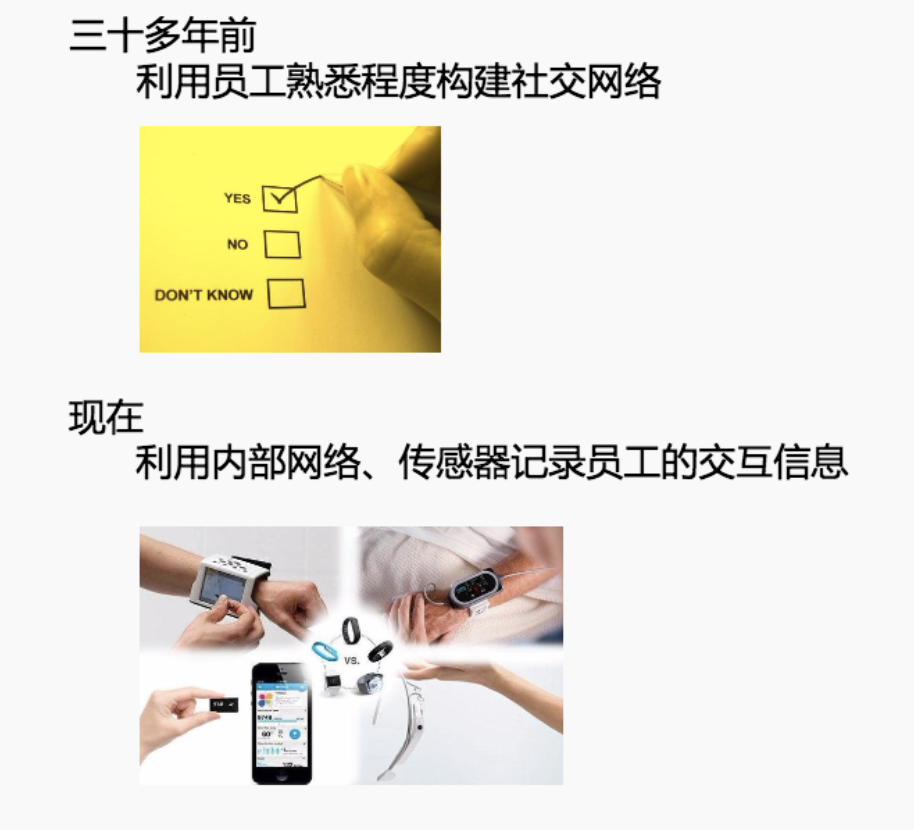 三十多年前
利用员工熟悉程度构建社交网络
YES
NO
DON'T KNOW
现在
利用内部网络、传感器记录员工的交互信息
VS.